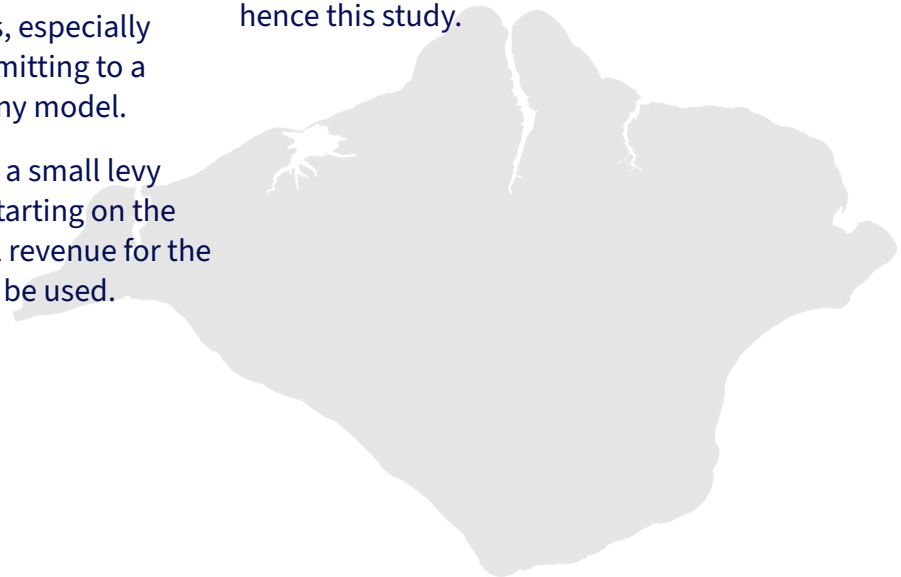 s, especially
mitting to a
ny model.
a small levy
tarting on the
revenue for the
be used.
hence this study.